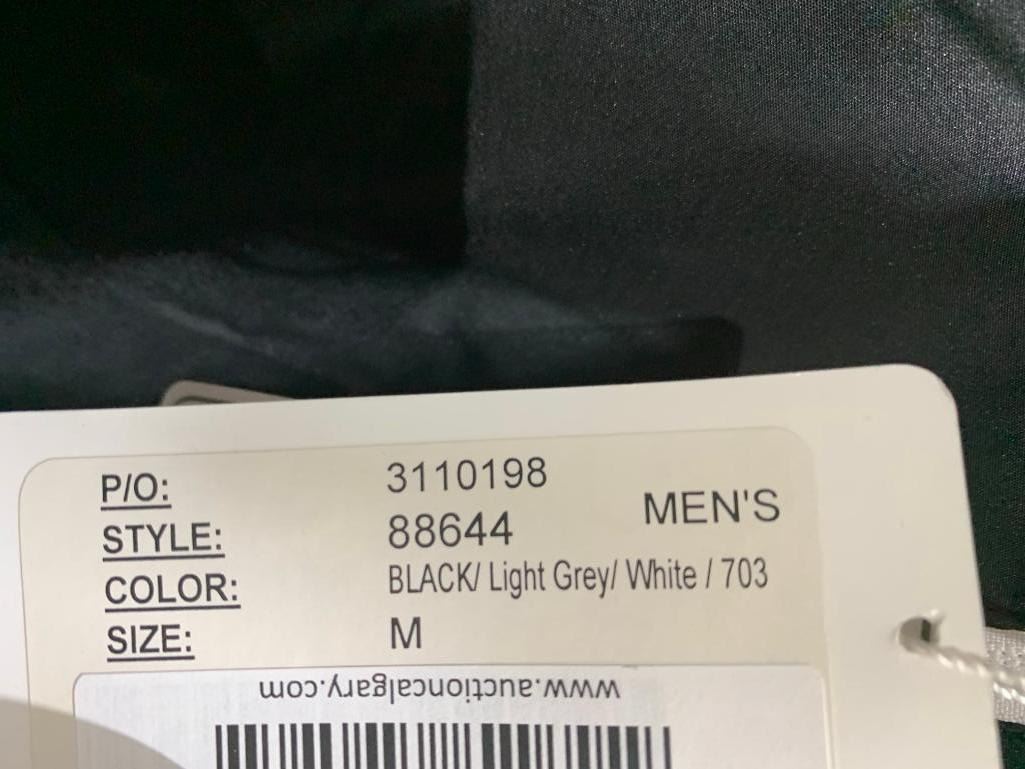 P/O: 3110198
STYLE: 88644 MEN'S
COLOR: BLACK/ Light Grey/ White / 703
SIZE: M
www.auctioncalgary.com